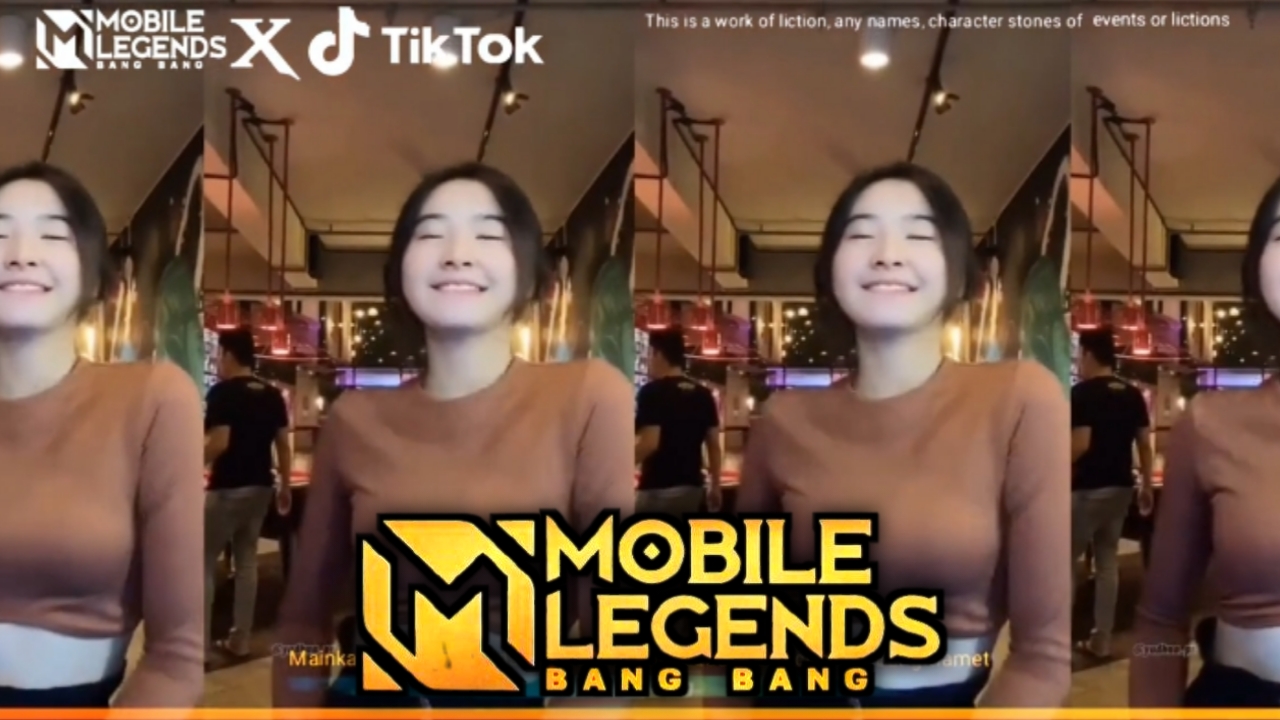 MOBILE LEGENDS BANG BANG X TikTok
This is a work of liction, any names, character stones of events or lictions
Mainka
amet
MOBILE
LEGENDS
BANG BANG